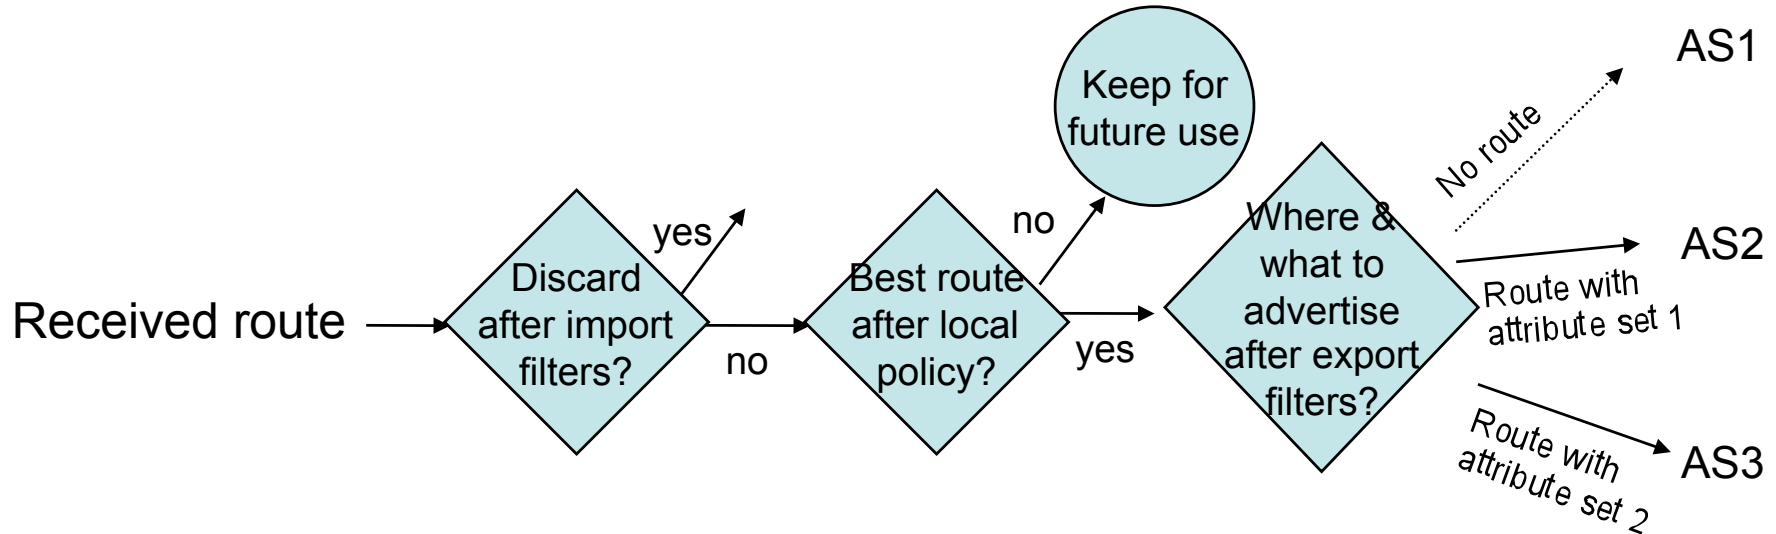 Received route
Discard
after import
filters?
yes
no
Best route
after local
policy?
no
yes
Keep for
future use
Where &
what to
advertise
after export
filters?
No route
AS1
Route with
attribute set 1
AS2
Route with
attribute set 2
AS3